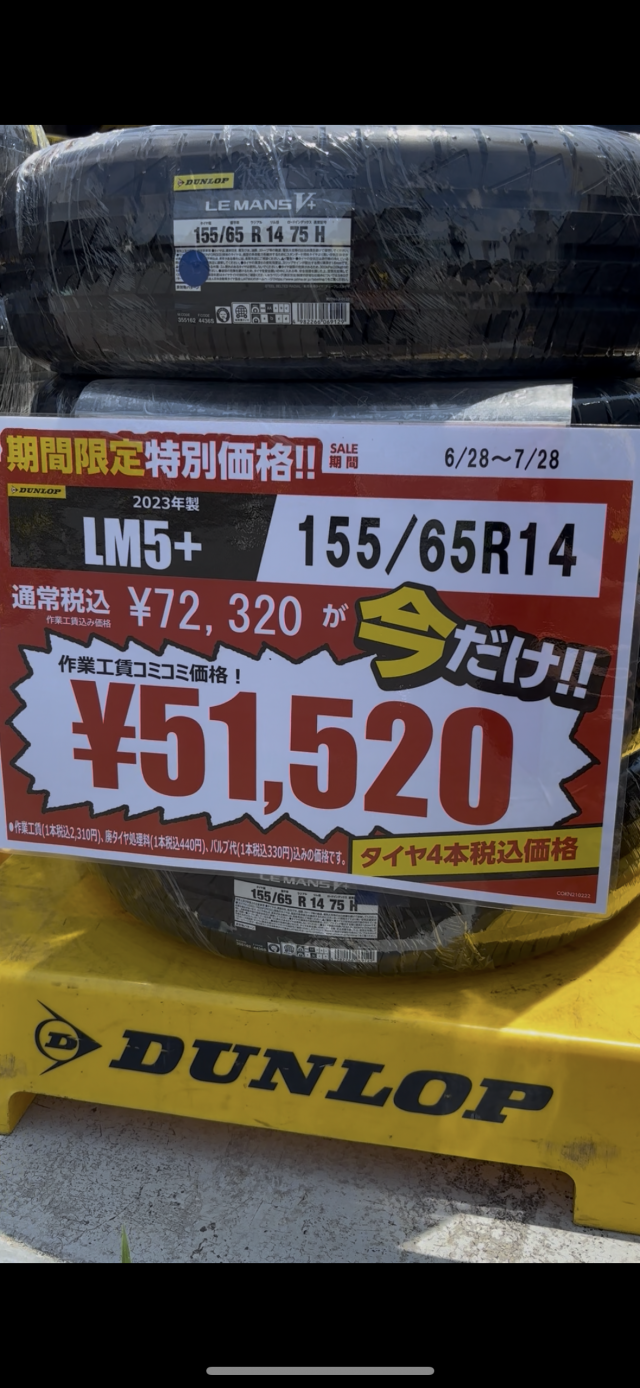 DUNLOP
LE MANS V+
155/65 R 14 75 H
期間限定特別価格!!
SALE
期間
6/28〜7/28
DUNLOP
2023年製
LM5+
155/65R14
通常税込
作業工賃込み価格
¥72,320が
今だけ!!
作業工賃コミコミ価格!
¥51,520
●作業工賃(1本税込2,310円)、廃タイヤ処理料(1本税込440円)、バルブ代(1本税込330円)込みの価格です。
タイヤ4本税込価格
LE MANS V+
155/65 R 14 75 H
D DUNLOP